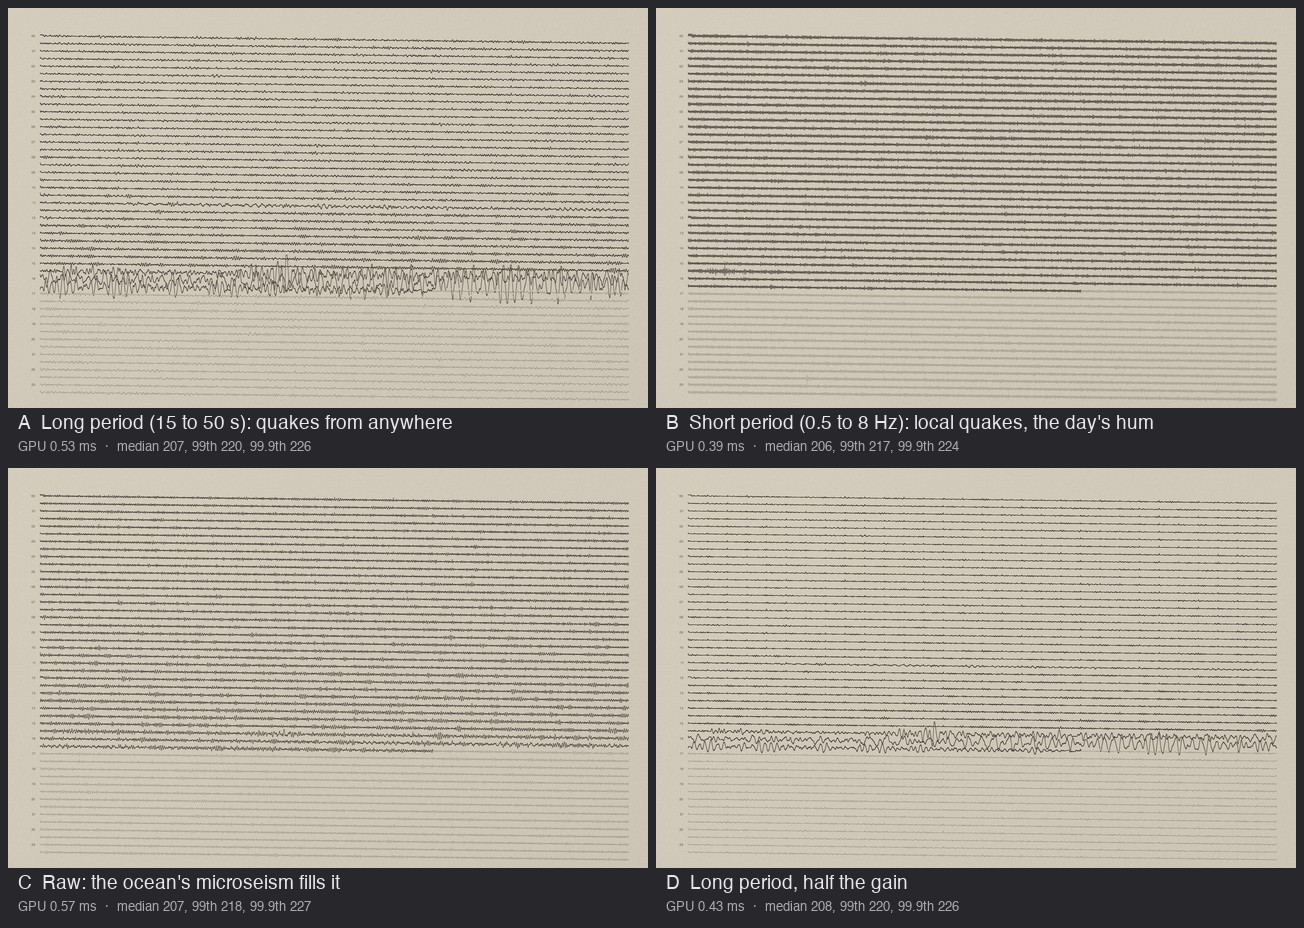 A Long period (15 to 50 s): quakes from anywhere
GPU 0.53 ms · median 207, 99th 220, 99.9th 226
B Short period (0.5 to 8 Hz): local quakes, the day's hum
GPU 0.39 ms · median 206, 99th 217, 99.9th 224
C Raw: the ocean's microseism fills it
GPU 0.57 ms · median 207, 99th 218, 99.9th 227
D Long period, half the gain
GPU 0.43 ms · median 208, 99th 220, 99.9th 226